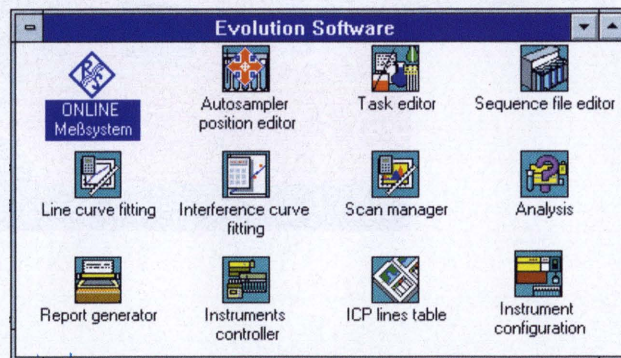 Evolution Software
ONLINE
Meßsystem
Autosampler
position editor
Task editor
Sequence file editor
Line curve fitting
Interference curve
fitting
Scan manager
Analysis
Report generator
Instruments
controller
ICP lines table
Instrument
configuration